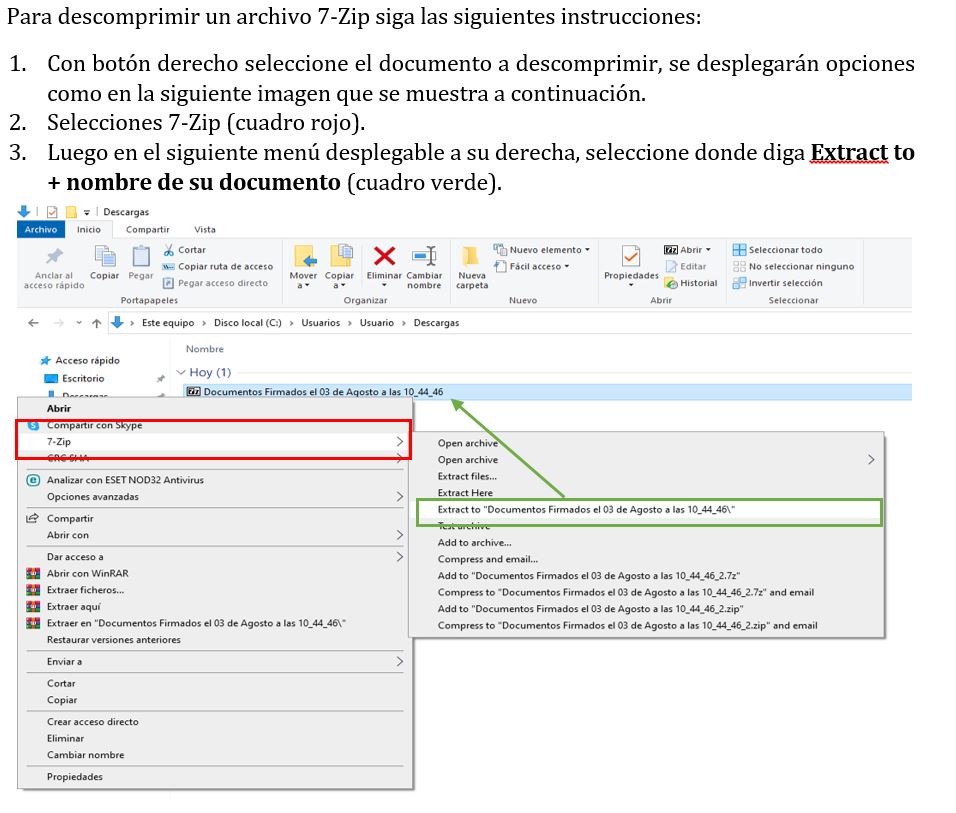 Para descomprimir un archivo 7-Zip siga las siguientes instrucciones:
1. Con botón derecho seleccione el documento a descomprimir, se desplegarán opciones
como en la siguiente imagen que se muestra a continuación.
2. Selecciones 7-Zip (cuadro rojo).
3. Luego en el siguiente menú desplegable a su derecha, seleccione donde diga Extract to
+ nombre de su documento (cuadro verde).
Descargas
Archivo Inicio Compartir Vista
Anclar al
acceso rápido
Copiar
Pegar
Cortar
Copiar ruta de acceso
Pegar acceso directo
Portapapeles
Mover
a
Copiar
a
Eliminar
Cambiar
nombre
Organizar
Nueva
carpeta
Nuevo elemento
Fácil acceso
Nuevo
Propiedades
Abrir
Editar
Historial
Abrir
Seleccionar todo
No seleccionar ninguno
Invertir selección
Seleccionar
Este equipo > Disco local (C:) > Usuarios > Usuario > Descargas
Acceso rápido
Escritorio
Descargas
Nombre
Hoy (1)
Documentos Firmados el 03 de Agosto a las 10_44_46
Abrir
Compartir con Skype
7-Zip
CRC SHA
Analizar con ESET NOD32 Antivirus
Opciones avanzadas
Compartir
Abrir con
Dar acceso a
Abrir con WinRAR
Extraer ficheros...
Extraer aquí
Extraer en "Documentos Firmados el 03 de Agosto a las 10_44_46\"
Restaurar versiones anteriores
Enviar a
Cortar
Copiar
Crear acceso directo
Eliminar
Cambiar nombre
Propiedades
Open archive
Open archive
Extract files...
Extract Here
Extract to "Documentos Firmados el 03 de Agosto a las 10_44_46\"
Test archive
Add to archive...
Compress and email...
Add to "Documentos Firmados el 03 de Agosto a las 10_44_46_2.7z"
Compress to "Documentos Firmados el 03 de Agosto a las 10_44_46_2.7z" and email
Add to "Documentos Firmados el 03 de Agosto a las 10_44_46_2.zip"
Compress to "Documentos Firmados el 03 de Agosto a las 10_44_46_2.zip" and email